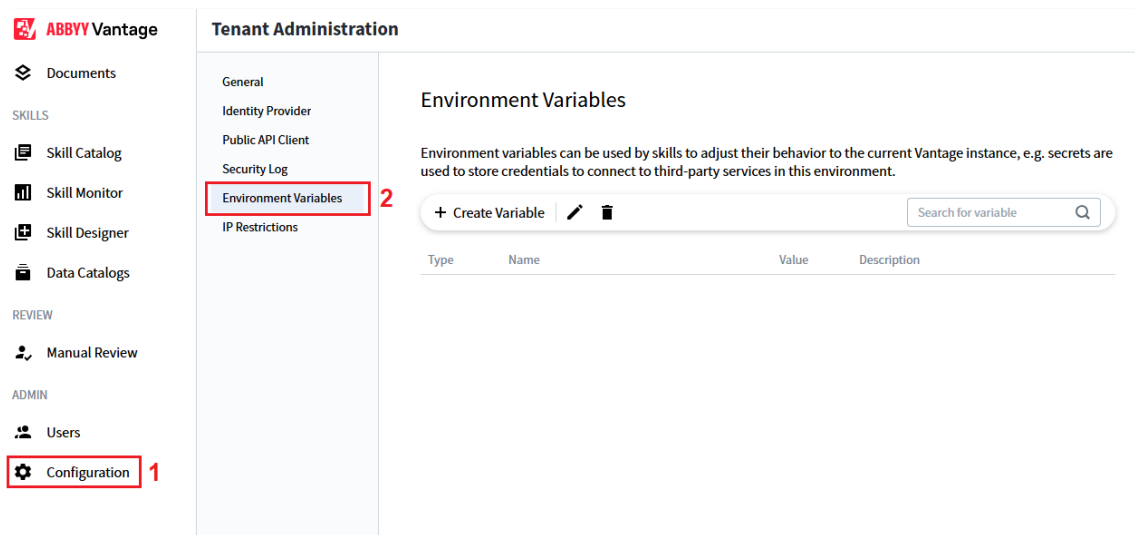 ABBYY Vantage
Documents
SKILLS
Skill Catalog
Skill Monitor
Skill Designer
Data Catalogs
REVIEW
Manual Review
ADMIN
Users
Configuration
1
Tenant Administration
General
Identity Provider
Public API Client
Security Log
Environment Variables
2
IP Restrictions
Environment Variables
Environment variables can be used by skills to adjust their behavior to the current Vantage instance, e.g. secrets are
used to store credentials to connect to third-party services in this environment.
+ Create Variable
Search for variable
Type Name Value Description